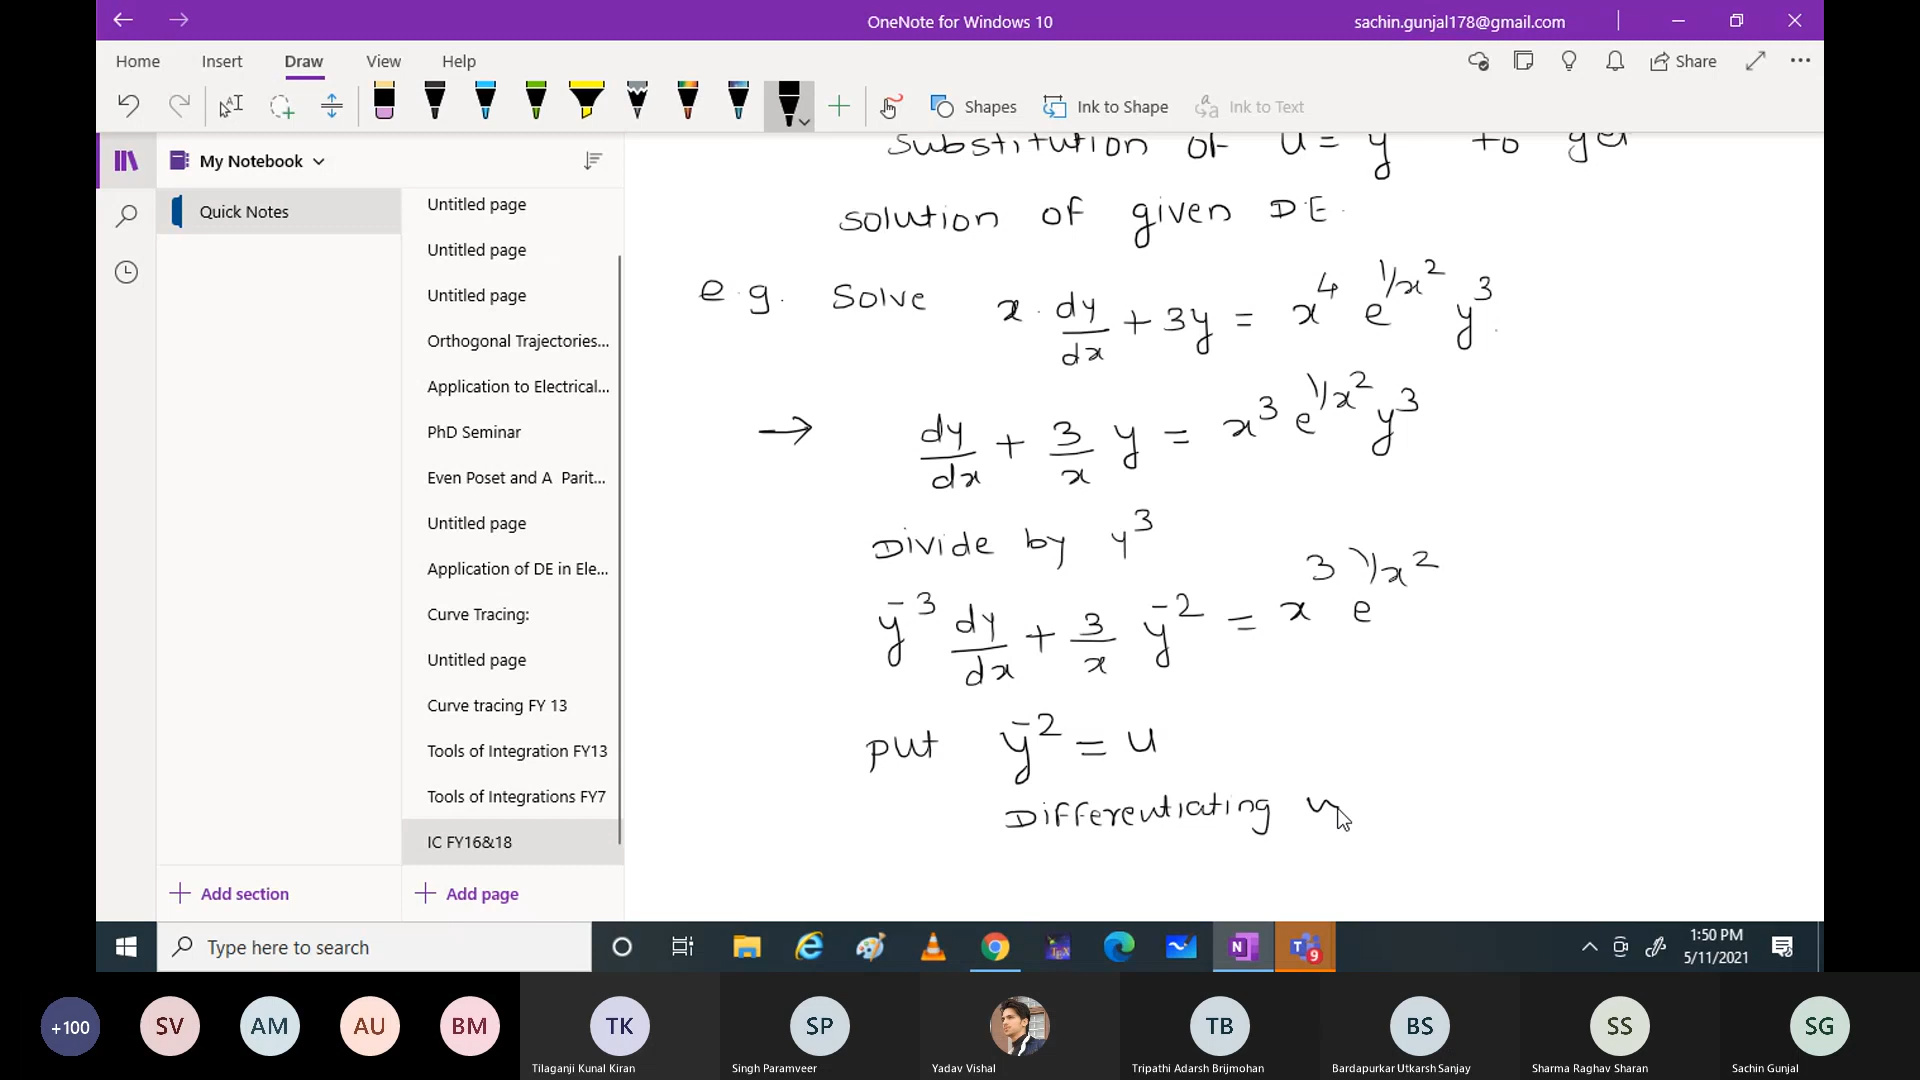 OneNote for Windows 10
sachin.gunjal178@gmail.com
Home Insert Draw View Help
Share
Shapes Ink to Shape Ink to Text
My Notebook
Quick Notes
Untitled page
Untitled page
Untitled page
Orthogonal Trajectories...
Application to Electrical...
PhD Seminar
Even Poset and A Parit...
Untitled page
Application of DE in Ele...
Curve Tracing:
Untitled page
Curve tracing FY 13
Tools of Integration FY13
Tools of Integrations FY7
IC FY16&18
Add section
Add page
Substitution of u = y to get
solution of given DE.
e.g. Solve x . dy/dx + 3y = x^4 e^{1/x^2} y^3.
→ dy/dx + 3/x y = x^3 e^{1/x^2} y^3
Divide by y^3
y^{-3} dy/dx + 3/x y^{-2} = x^3 e^{1/x^2}
put y^{-2} = u
Differentiating
Type here to search
TEX
N
T
9
1:50 PM
5/11/2021
+100 SV AM AU BM TK SP TB BS SS SG
Tilaganji Kunal Kiran
Singh Paramveer
Yadav Vishal
Tripathi Adarsh Brijmohan
Bardapurkar Utkarsh Sanjay
Sharma Raghav Sharan
Sachin Gunjal